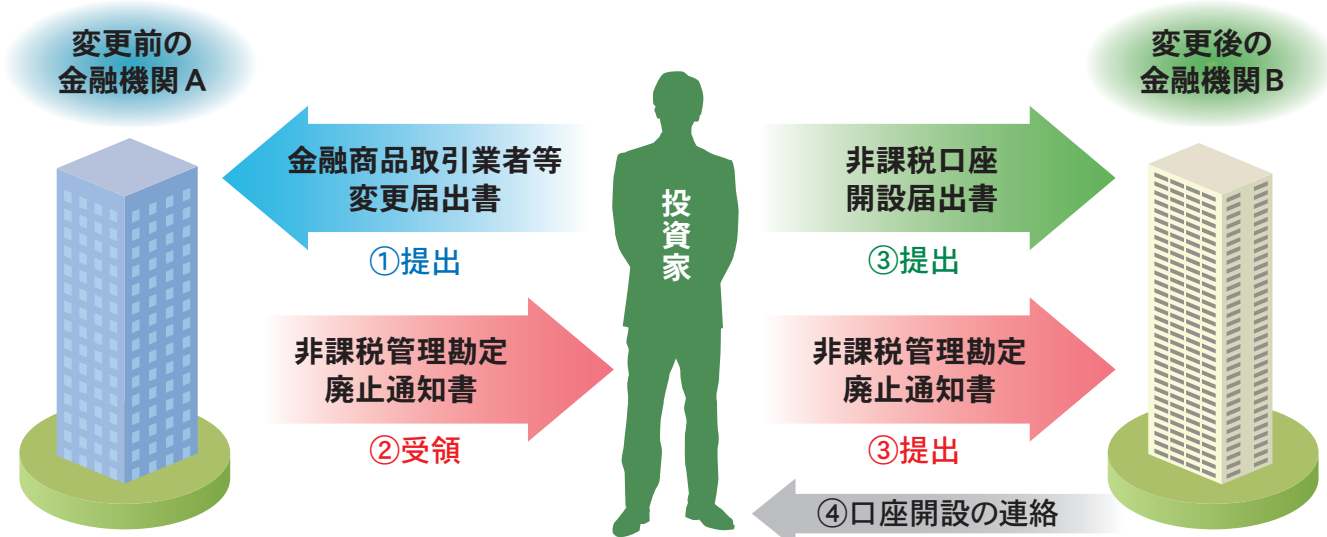 変更前の
金融機関A
変更後の
金融機関B
金融商品取引業者等
変更届出書
①提出
非課税口座
開設届出書
③提出
投資家
非課税管理勘定
廃止通知書
②受領
非課税管理勘定
廃止通知書
③提出
④口座開設の連絡